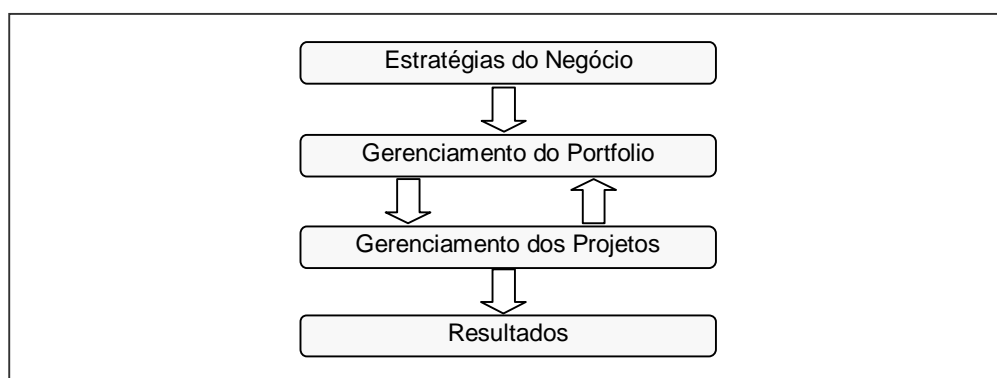 Estratégias do Negócio
Gerenciamento do Portfolio
Gerenciamento dos Projetos
Resultados